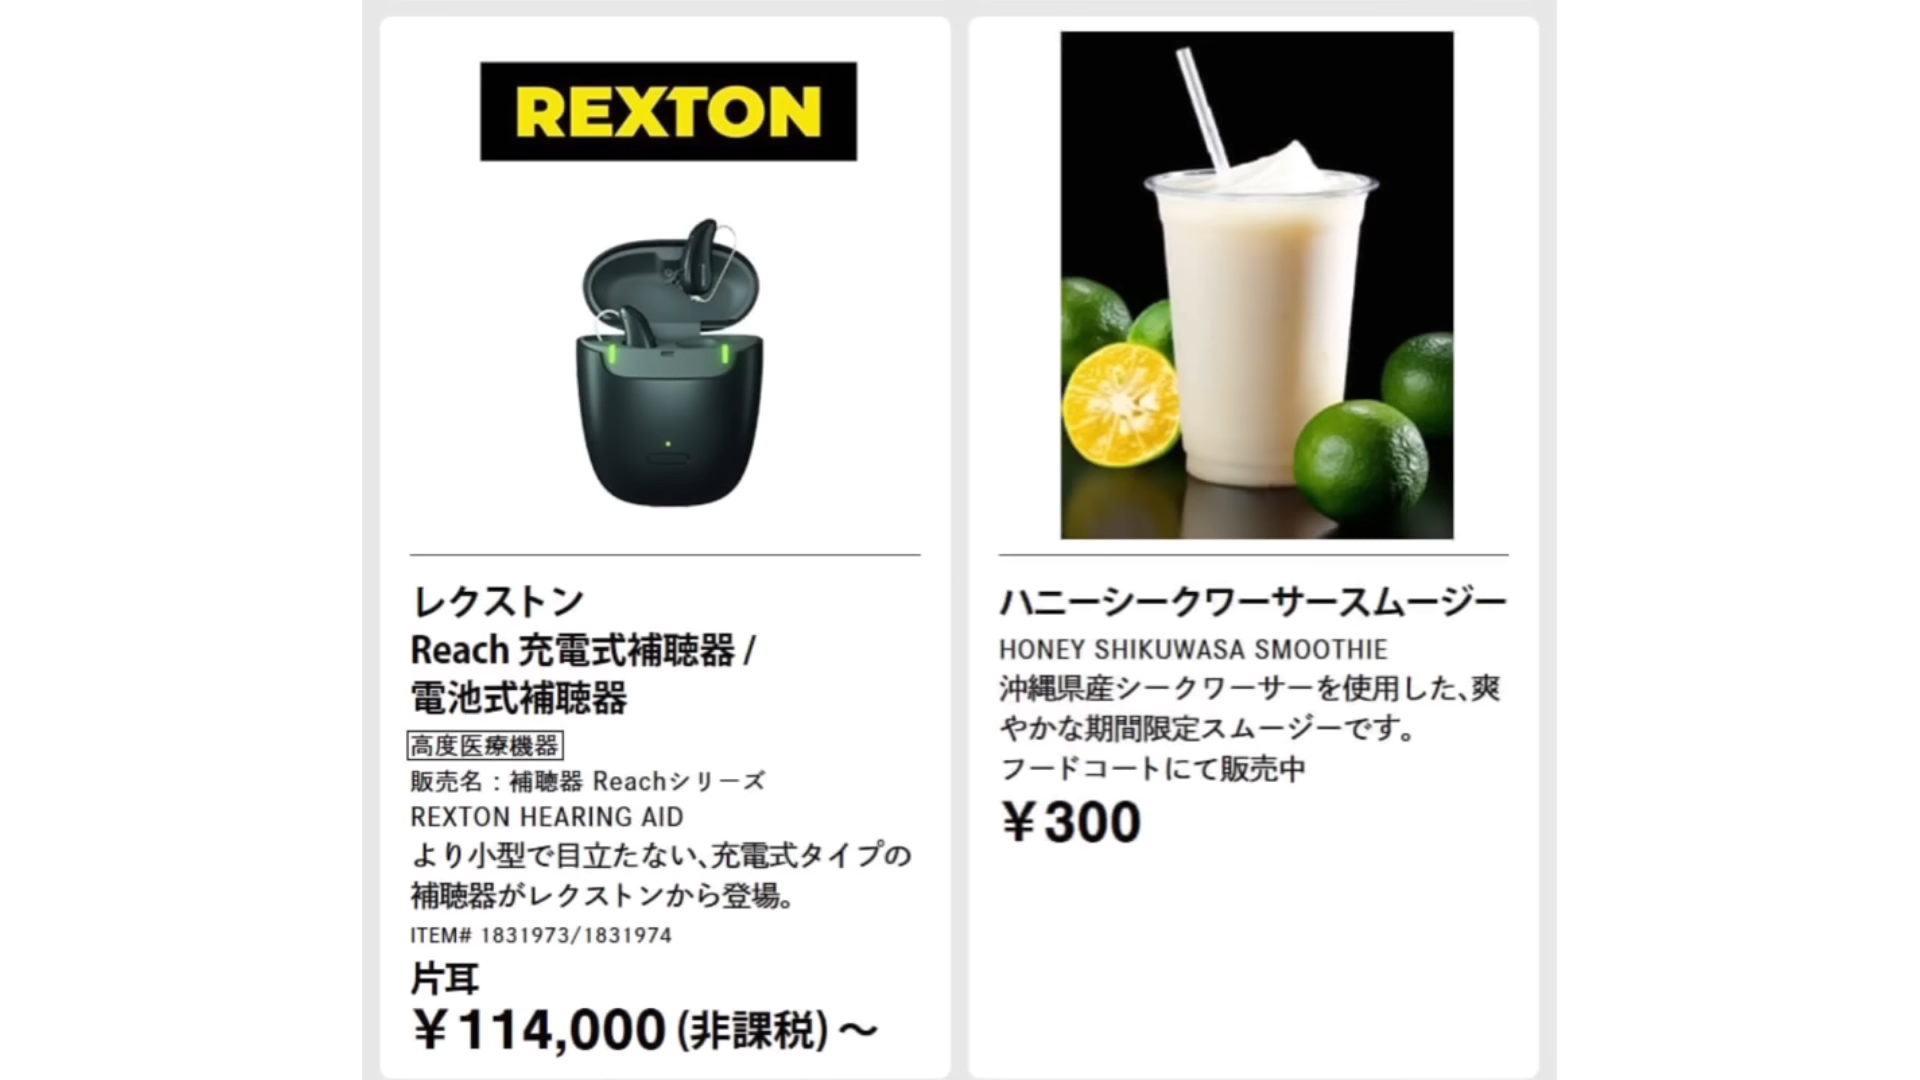 REXTON
レクストン
Reach 充電式補聴器 /
電池式補聴器
高度医療機器
販売名：補聴器 Reachシリーズ
REXTON HEARING AID
より小型で目立たない、充電式タイプの
補聴器がレクストンから登場。
ITEM# 1831973/1831974
片耳
¥114,000 (非課税) ～
ハニーシークワーサースムージー
HONEY SHIKUWASA SMOOTHIE
沖縄県産シークワーサーを使用した、爽
やかな期間限定スムージーです。
フードコートにて販売中
¥300